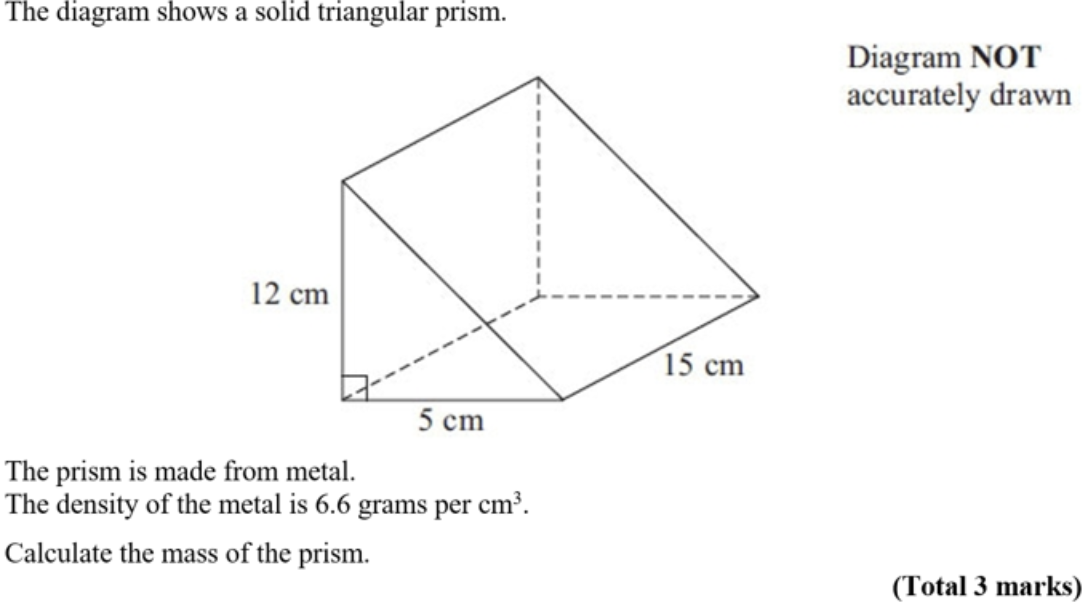 The diagram shows a solid triangular prism.
Diagram NOT
accurately drawn
12 cm
15 cm
5 cm
The prism is made from metal.
The density of the metal is 6.6 grams per cm³.
Calculate the mass of the prism.
(Total 3 marks)